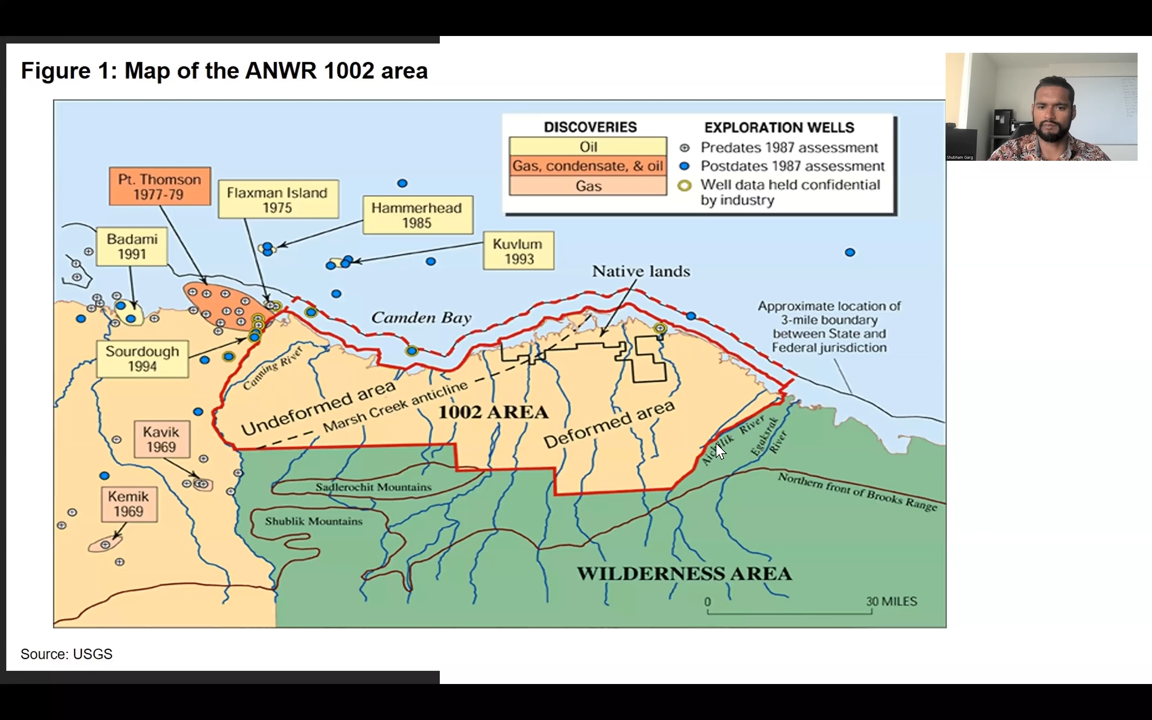 Figure 1: Map of the ANWR 1002 area
DISCOVERIES
Oil
Gas, condensate, & oil
Gas
EXPLORATION WELLS
Predates 1987 assessment
Postdates 1987 assessment
Well data held confidential
by industry
Pt. Thomson
1977-79
Flaxman Island
1975
Hammerhead
1985
Badami
1991
Kuvlum
1993
Native lands
Camden Bay
Approximate location of
3-mile boundary
between State and
Federal jurisdiction
Sourdough
1994
Canning River
Undeformed area
Marsh Creek anticline
1002 AREA
Deformed area
Aichilik River
Egaksrak
River
Kavik
1969
Kemik
1969
Sadlerochit Mountains
Shublik Mountains
Northern front of Brooks Range
WILDERNESS AREA
0
30 MILES
Source: USGS
Shubham Garg